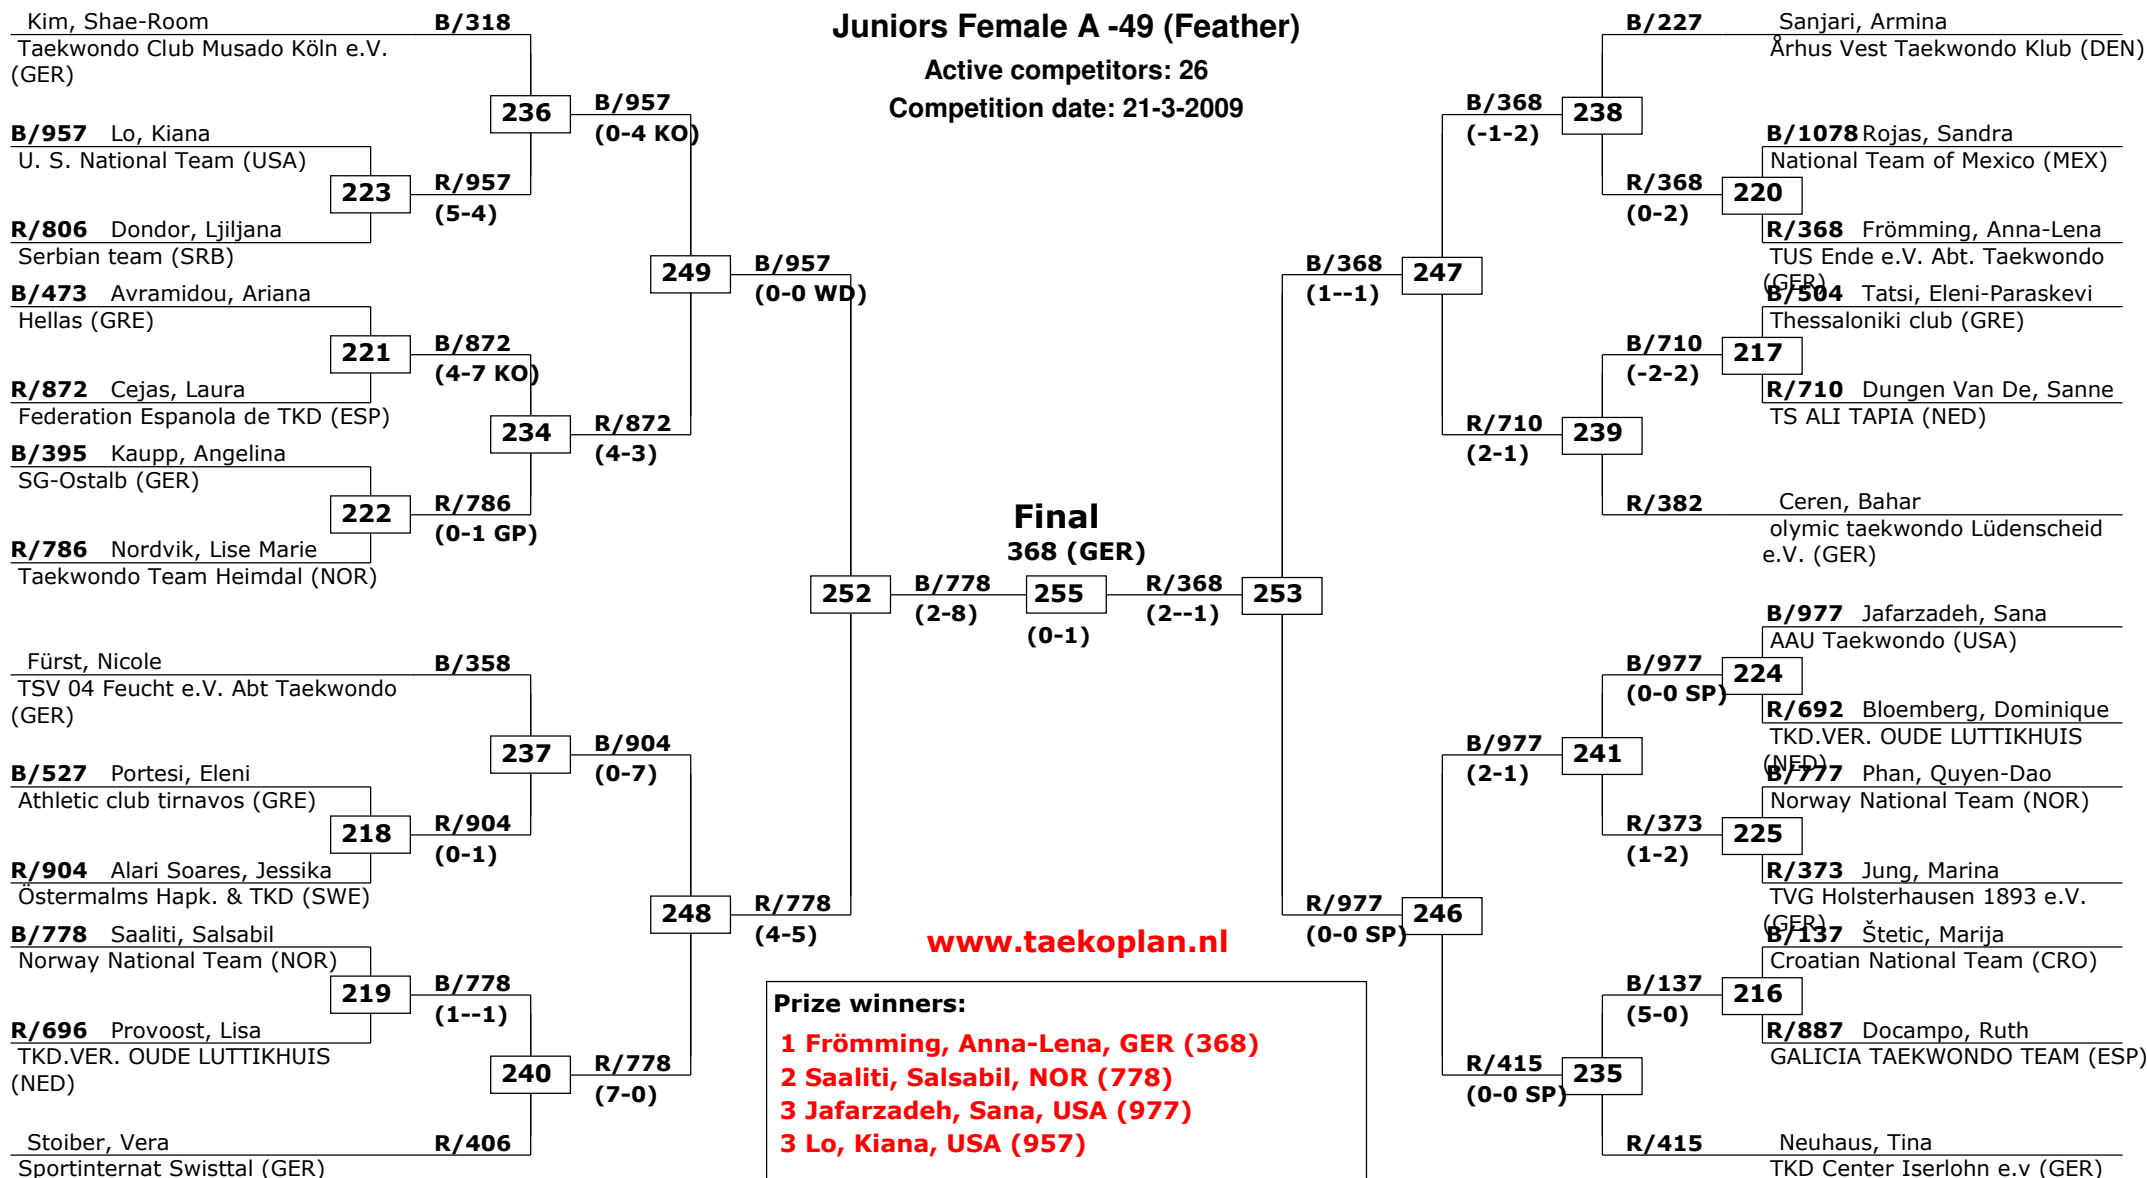 Juniors Female A -49 (Feather)
Active competitors: 26
Competition date: 21-3-2009
Kim, Shae-Room
B/318
Taekwondo Club Musado Köln e.V.
(GER)
236
B/957
(0-4 KO)
B/957 Lo, Kiana
U. S. National Team (USA)
223
R/957
(5-4)
R/806 Dondor, Ljiljana
Serbian team (SRB)
249
B/957
(0-0 WD)
B/473 Avramidou, Ariana
Hellas (GRE)
221
B/872
(4-7 KO)
R/872 Cejas, Laura
Federation Espanola de TKD (ESP)
234
R/872
(4-3)
B/395 Kaupp, Angelina
SG-Ostalb (GER)
222
R/786
(0-1 GP)
R/786 Nordvik, Lise Marie
Taekwondo Team Heimdal (NOR)
252
B/778
(2-8)
Fürst, Nicole
B/358
TSV 04 Feucht e.V. Abt Taekwondo
(GER)
237
B/904
(0-7)
B/527 Portesi, Eleni
Athletic club tirnavos (GRE)
218
R/904
(0-1)
R/904 Alari Soares, Jessika
Östermalms Hapk. & TKD (SWE)
248
R/778
(4-5)
B/778 Saaliti, Salsabil
Norway National Team (NOR)
219
B/778
(1--1)
R/696 Provoost, Lisa
TKD.VER. OUDE LUTTIKHUIS
(NED)
240
R/778
(7-0)
Stoiber, Vera
R/406
Sportinternat Swisttal (GER)
Final
368 (GER)
255
(0-1)
R/368
(2--1)
253
B/227
Sanjari, Armina
Århus Vest Taekwondo Klub (DEN)
B/368
(-1-2)
238
B/1078 Rojas, Sandra
National Team of Mexico (MEX)
R/368
(0-2)
220
R/368 Frömming, Anna-Lena
TUS Ende e.V. Abt. Taekwondo
(GER)
B/368
(1--1)
247
B/504 Tatsi, Eleni-Paraskevi
Thessaloniki club (GRE)
B/710
(-2-2)
217
R/710 Dungen Van De, Sanne
TS ALI TAPIA (NED)
R/710
(2-1)
239
R/382
Ceren, Bahar
olymic taekwondo Lüdenscheid
e.V. (GER)
B/977 Jafarzadeh, Sana
AAU Taekwondo (USA)
B/977
(0-0 SP)
224
R/692 Bloemberg, Dominique
TKD.VER. OUDE LUTTIKHUIS
(NED)
B/977
(2-1)
241
B/777 Phan, Quyen-Dao
Norway National Team (NOR)
R/373
(1-2)
225
R/373 Jung, Marina
TVG Holsterhausen 1893 e.V.
(GER)
R/977
(0-0 SP)
246
B/137 Štetic, Marija
Croatian National Team (CRO)
B/137
(5-0)
216
R/887 Docampo, Ruth
GALICIA TAEKWONDO TEAM (ESP)
R/415
(0-0 SP)
235
R/415
Neuhaus, Tina
TKD Center Iserlohn e.v (GER)
www.taekoplan.nl
Prize winners:
1 Frömming, Anna-Lena, GER (368)
2 Saaliti, Salsabil, NOR (778)
3 Jafarzadeh, Sana, USA (977)
3 Lo, Kiana, USA (957)